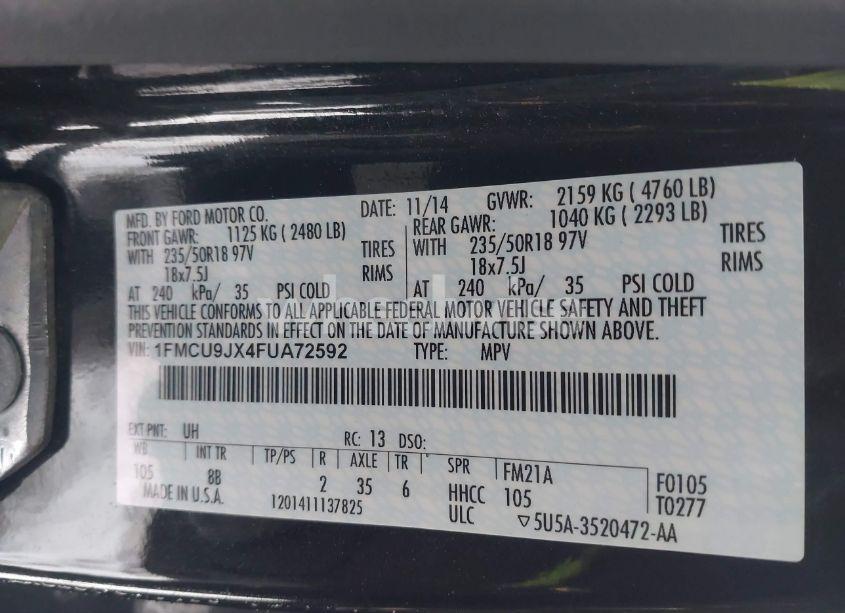 MFD. BY FORD MOTOR CO. DATE: 11/14 GVWR: 2159 KG ( 4760 LB)
FRONT GAWR: 1125 KG ( 2480 LB) REAR GAWR: 1040 KG ( 2293 LB)
WITH 235/50R18 97V TIRES WITH 235/50R18 97V TIRES
18x7.5J RIMS 18x7.5J RIMS
AT 240 kPa/ 35 PSI COLD AT 240 kPa/ 35 PSI COLD
THIS VEHICLE CONFORMS TO ALL APPLICABLE FEDERAL MOTOR VEHICLE SAFETY AND THEFT
PREVENTION STANDARDS IN EFFECT ON THE DATE OF MANUFACTURE SHOWN ABOVE.
VIN: 1FMCU9JX4FUA72592 TYPE: MPV
EXT PNT: UH RC: 13 DSO:
WB INT TR TP/PS R AXLE TR SPR FM21A F0105
105 8B 2 35 6 HHCC 105 T0277
MADE IN U.S.A. 1201411137825 ULC ▽5U5A-3520472-AA